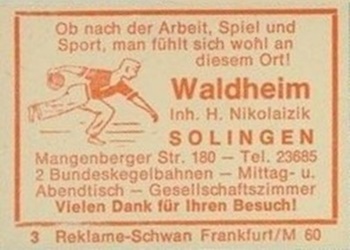 Ob nach der Arbeit, Spiel und
Sport, man fühlt sich wohl an
diesem Ort!
Waldheim
Inh. H. Nikolaizik
SOLINGEN
Mangenberger Str. 180 — Tel. 23685
2 Bundeskegelbahnen — Mittag- u.
Abendtisch — Gesellschaftszimmer
Vielen Dank für Ihren Besuch!
3 Reklame-Schwan Frankfurt/M 60